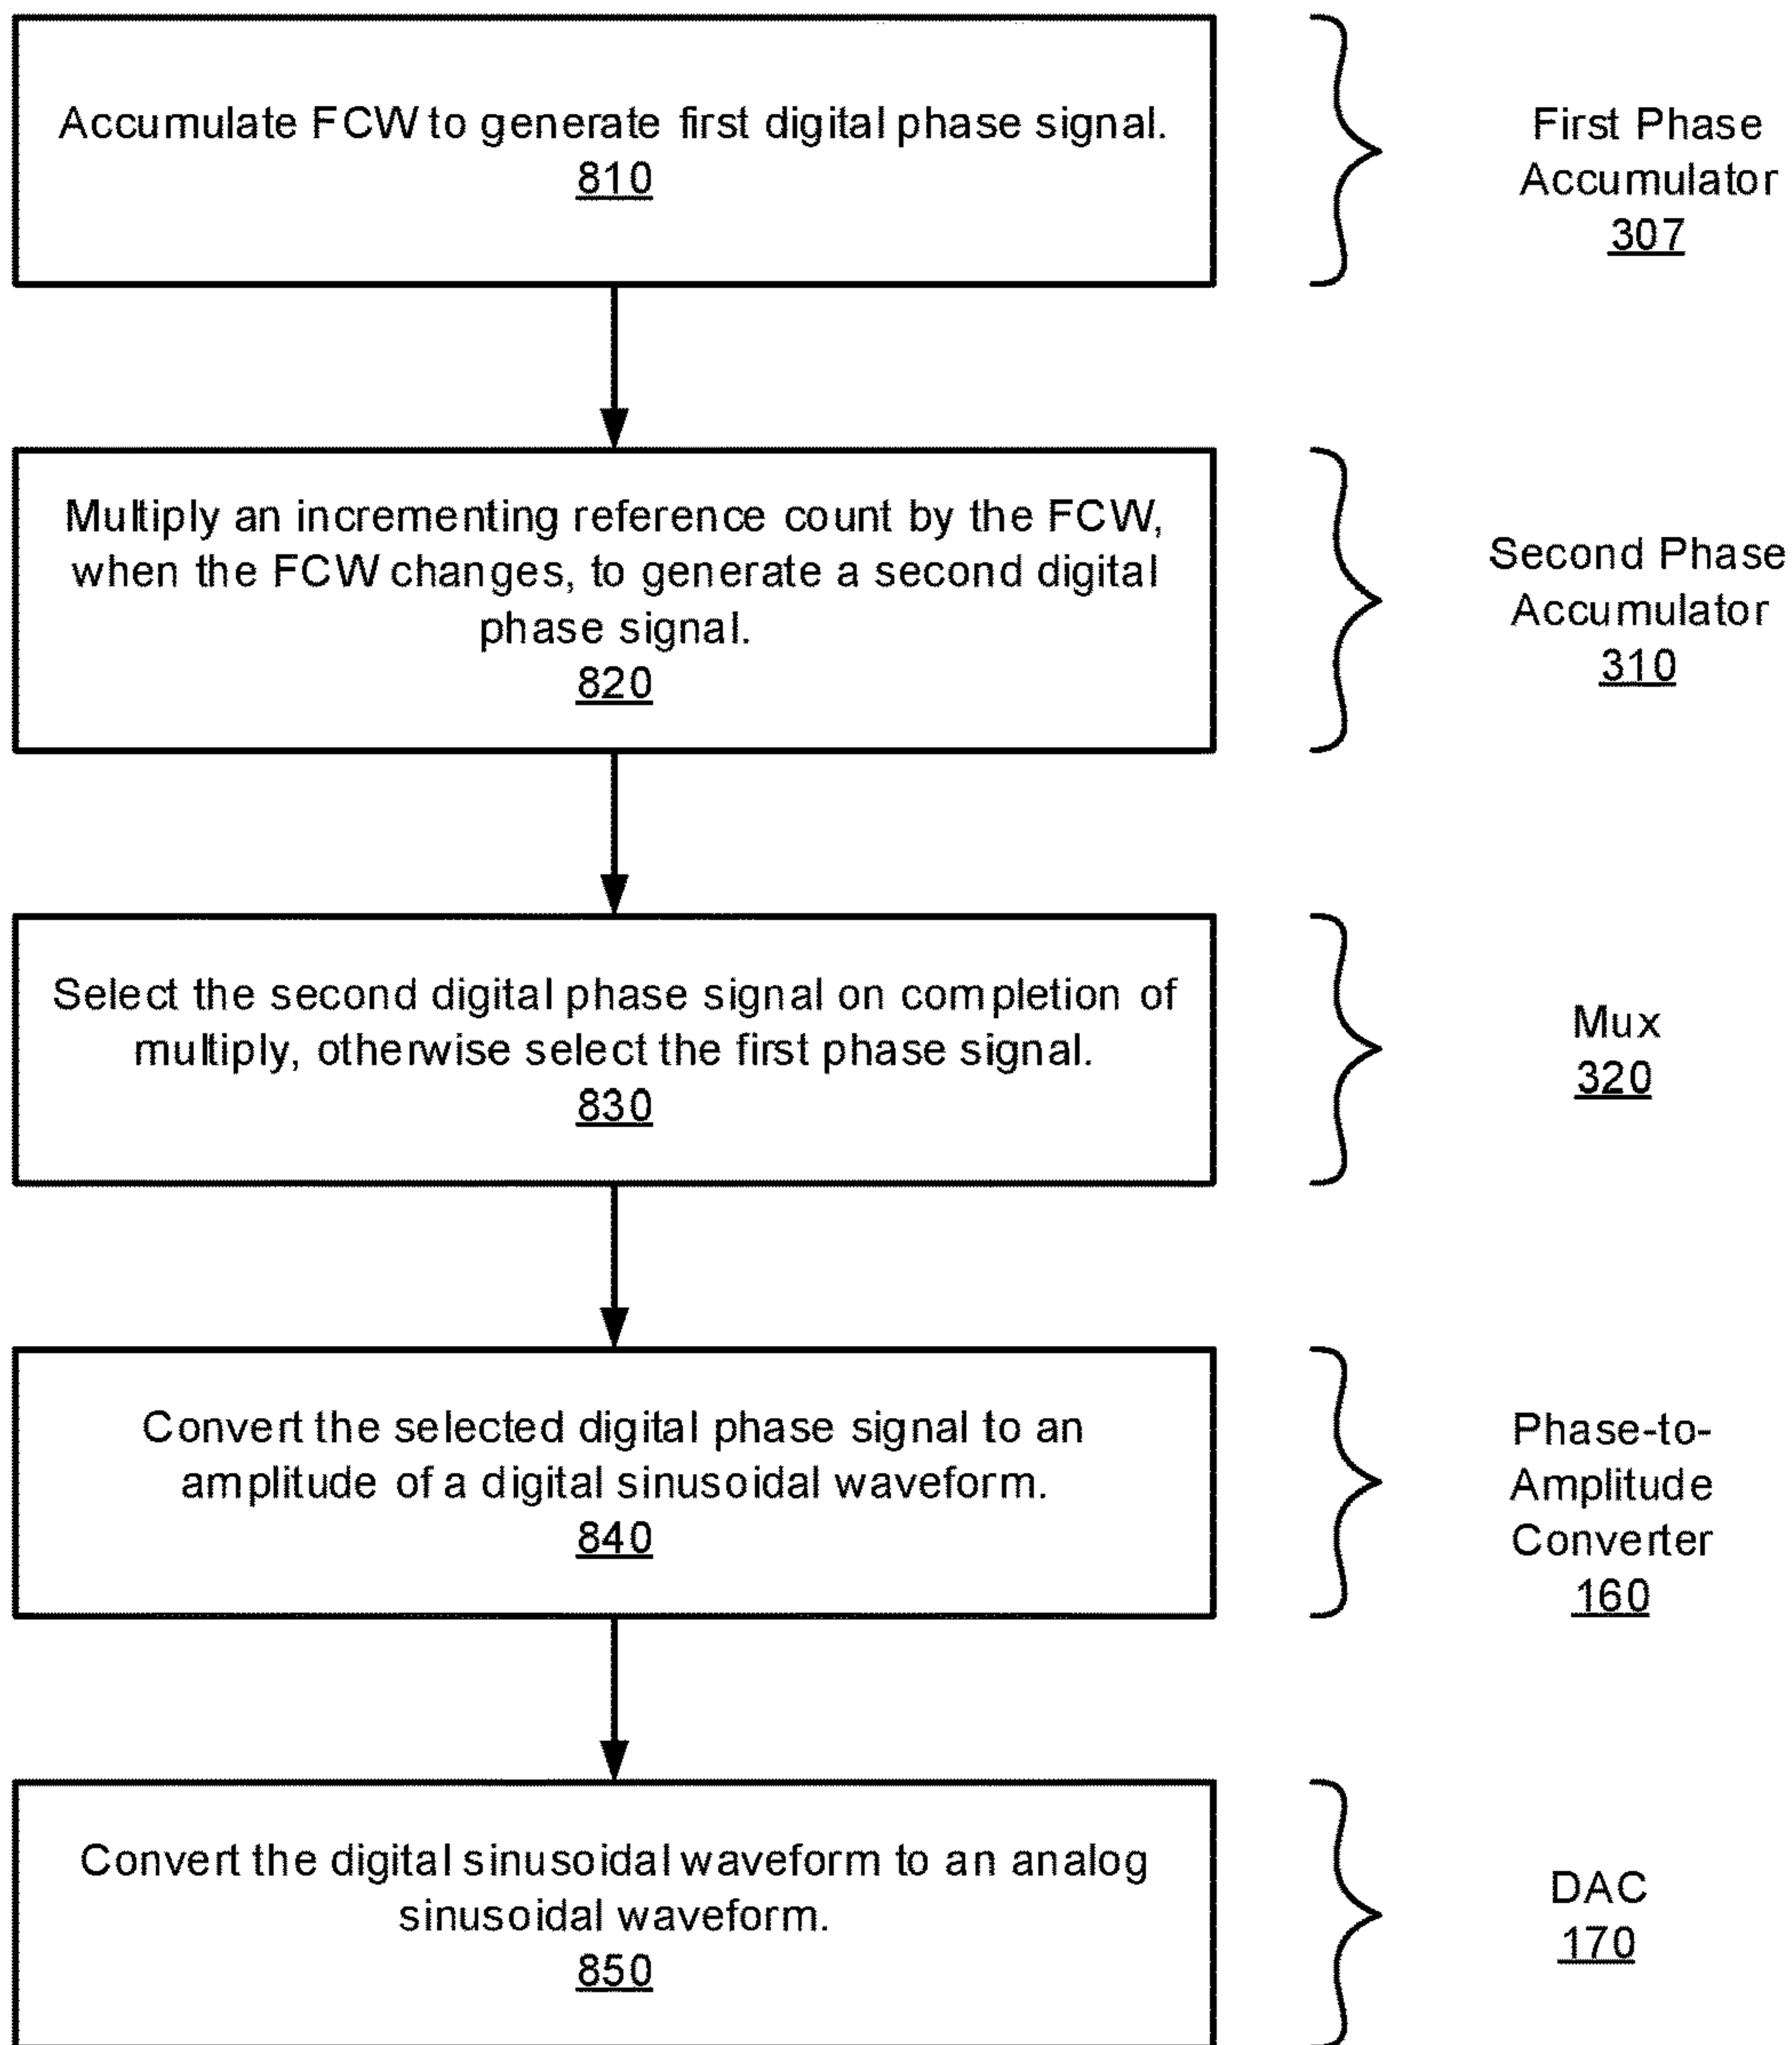 Accumulate FCW to generate first digital phase signal.
810
First Phase
Accumulator
307
Multiply an incrementing reference count by the FCW,
when the FCW changes, to generate a second digital
phase signal.
820
Second Phase
Accumulator
310
Select the second digital phase signal on completion of
multiply, otherwise select the first phase signal.
830
Mux
320
Convert the selected digital phase signal to an
amplitude of a digital sinusoidal waveform.
840
Phase-to-
Amplitude
Converter
160
Convert the digital sinusoidal waveform to an analog
sinusoidal waveform.
850
DAC
170